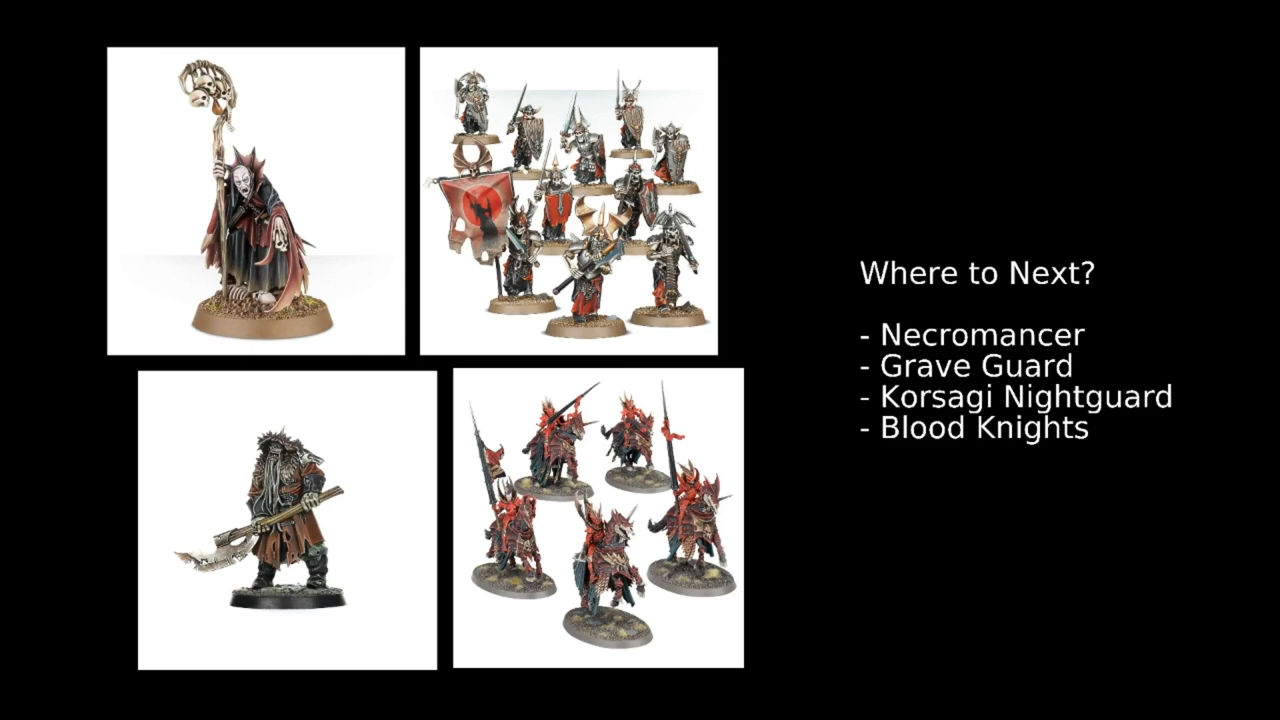 Where to Next?
- Necromancer
- Grave Guard
- Korsagi Nightguard
- Blood Knights